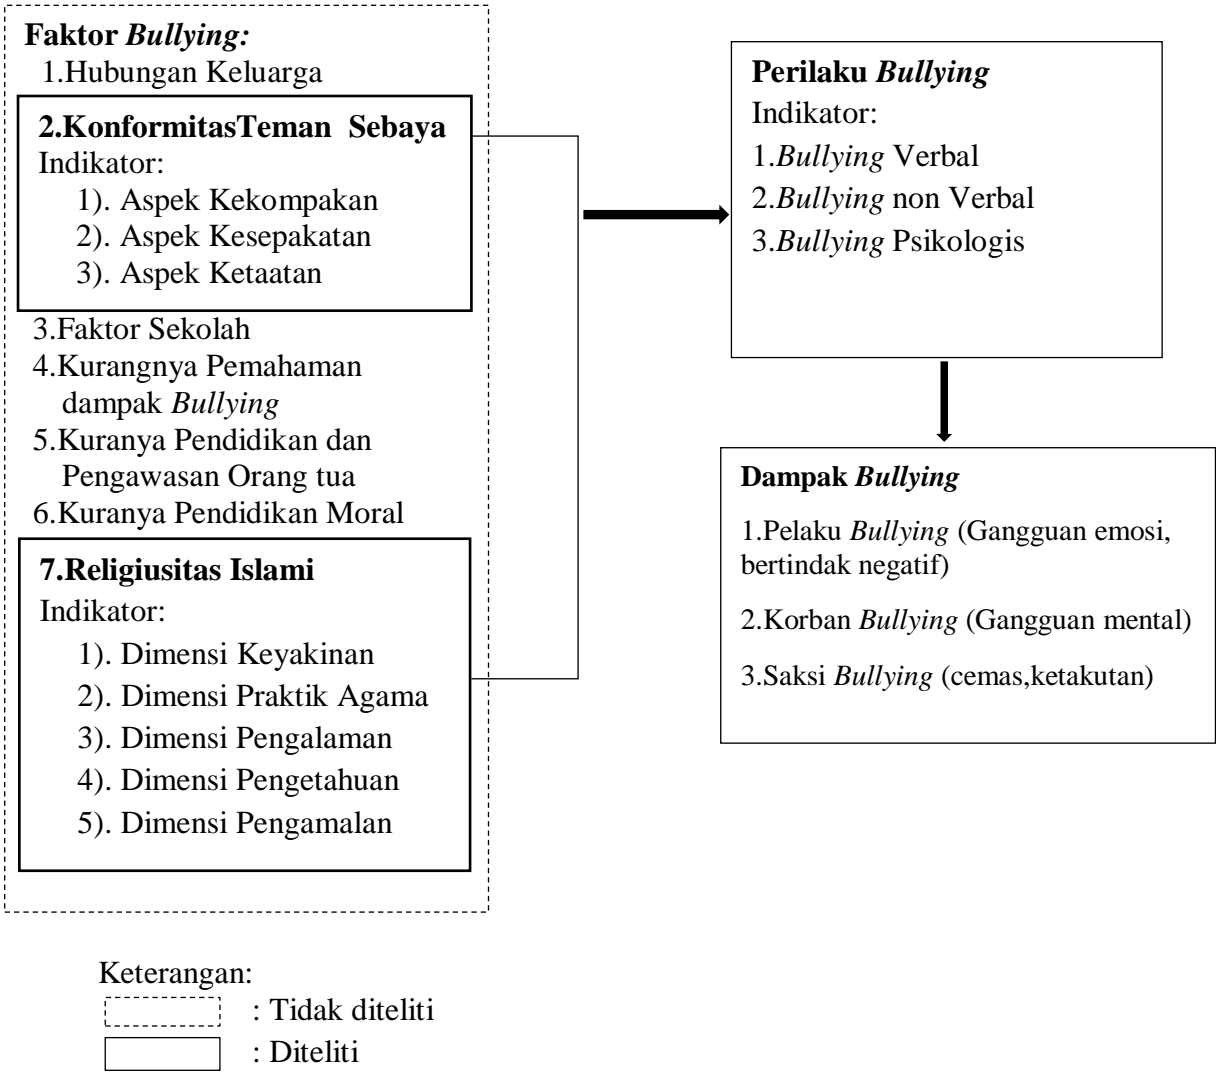 Faktor Bullying:
1.Hubungan Keluarga
2.KonformitasTeman Sebaya
Indikator:
1). Aspek Kekompakan
2). Aspek Kesepakatan
3). Aspek Ketaatan
3.Faktor Sekolah
4.Kurangnya Pemahaman
dampak Bullying
5.Kuranya Pendidikan dan
Pengawasan Orang tua
6.Kuranya Pendidikan Moral
7.Religiusitas Islami
Indikator:
1). Dimensi Keyakinan
2). Dimensi Praktik Agama
3). Dimensi Pengalaman
4). Dimensi Pengetahuan
5). Dimensi Pengamalan
Perilaku Bullying
Indikator:
1.Bullying Verbal
2.Bullying non Verbal
3.Bullying Psikologis
Dampak Bullying
1.Pelaku Bullying (Gangguan emosi,
bertindak negatif)
2.Korban Bullying (Gangguan mental)
3.Saksi Bullying (cemas,ketakutan)
Keterangan:
: Tidak diteliti
: Diteliti